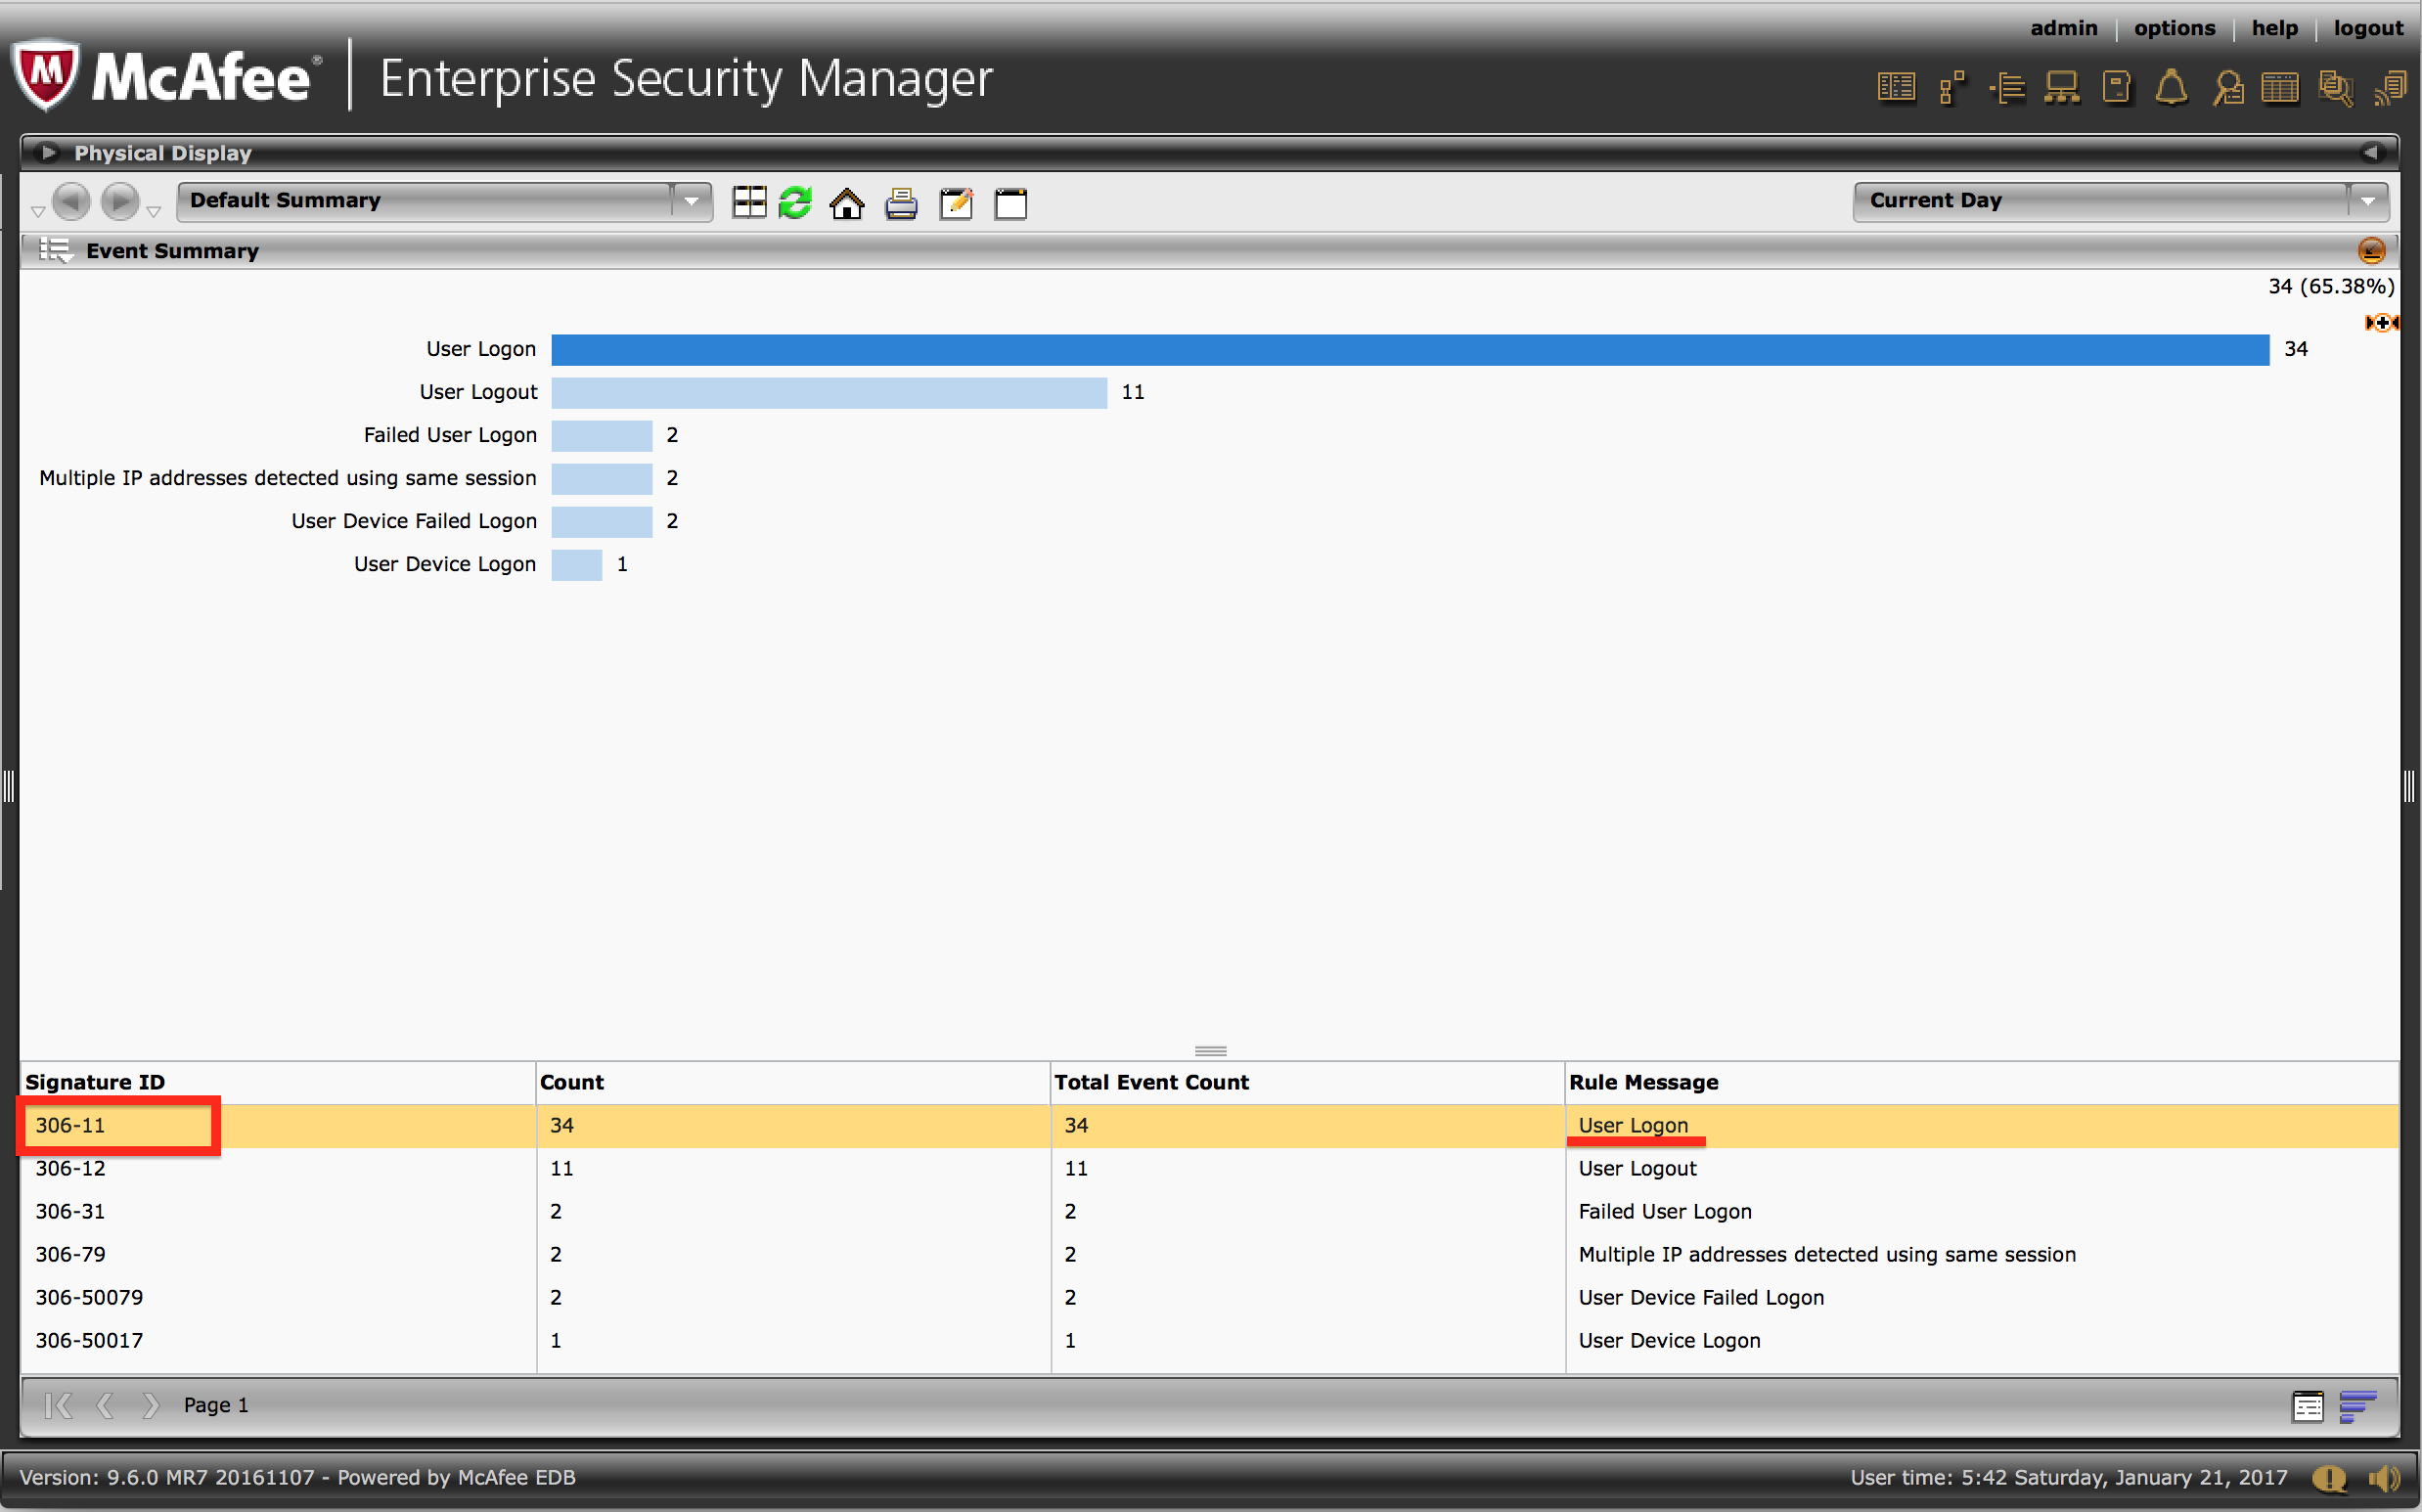 admin | options | help | logout
McAfee® | Enterprise Security Manager
Physical Display
Default Summary
Current Day
Event Summary
34 (65.38%)
User Logon 34
User Logout 11
Failed User Logon 2
Multiple IP addresses detected using same session 2
User Device Failed Logon 2
User Device Logon 1
Signature ID Count Total Event Count Rule Message
306-11 34 34 User Logon
306-12 11 11 User Logout
306-31 2 2 Failed User Logon
306-79 2 2 Multiple IP addresses detected using same session
306-50079 2 2 User Device Failed Logon
306-50017 1 1 User Device Logon
Page 1
Version: 9.6.0 MR7 20161107 - Powered by McAfee EDB
User time: 5:42 Saturday, January 21, 2017